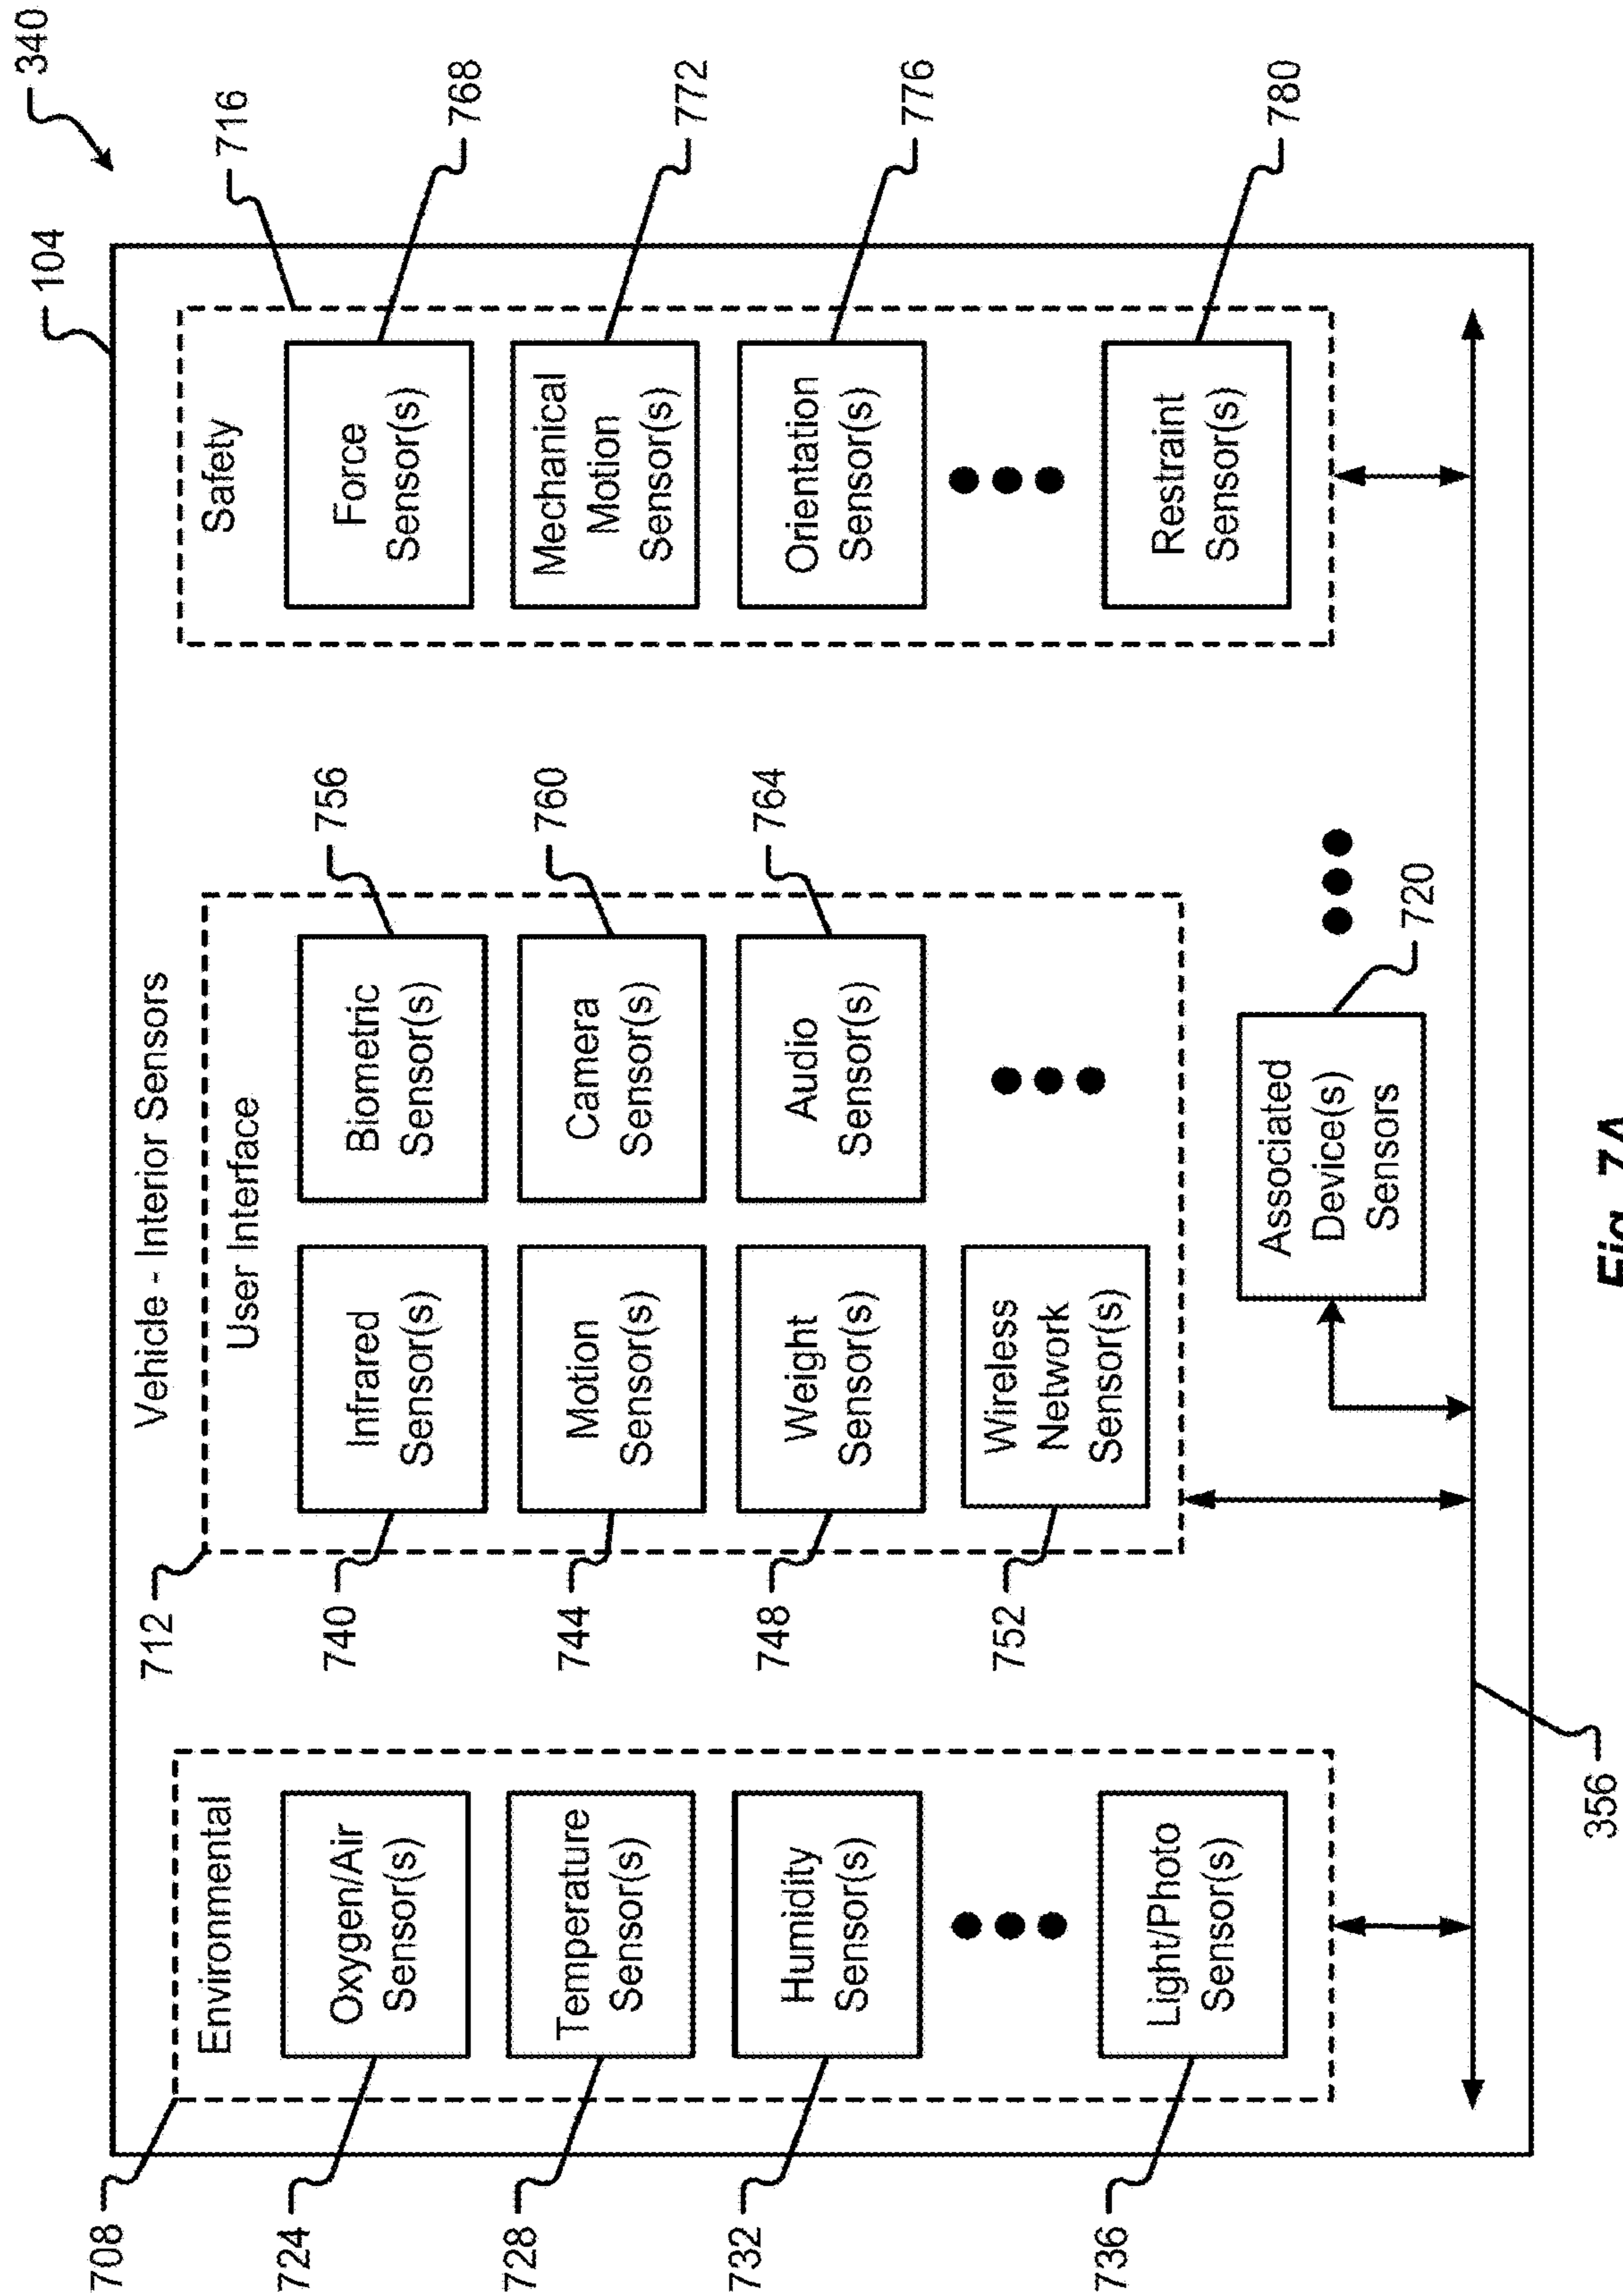 340
104
716
Vehicle - Interior Sensors
708
Environmental
724
Oxygen/Air
Sensor(s)
728
Temperature
Sensor(s)
732
Humidity
Sensor(s)
736
Light/Photo
Sensor(s)
712
User Interface
740
Infrared
Sensor(s)
756
Biometric
Sensor(s)
744
Motion
Sensor(s)
760
Camera
Sensor(s)
748
Weight
Sensor(s)
764
Audio
Sensor(s)
752
Wireless
Network
Sensor(s)
Safety
768
Force
Sensor(s)
772
Mechanical
Motion
Sensor(s)
776
Orientation
Sensor(s)
780
Restraint
Sensor(s)
720
Associated
Device(s)
Sensors
356
Fig. 7A